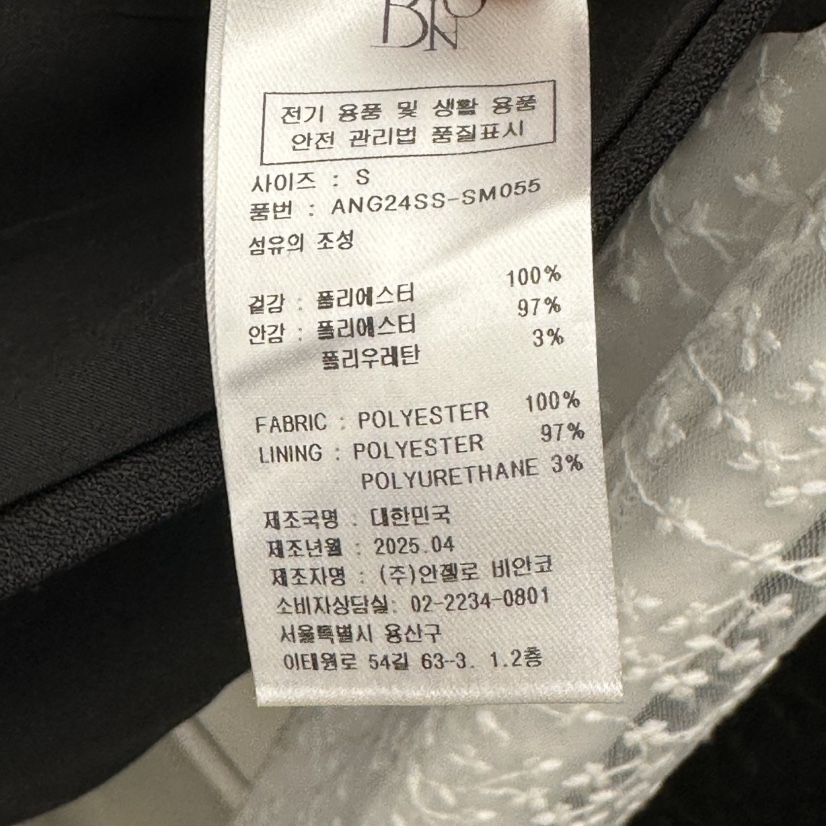 전기 용품 및 생활 용품
안전 관리법 품질표시
사이즈 : S
품번 : ANG24SS-SM055
섬유의 조성
겉감 : 폴리에스터 100%
안감 : 폴리에스터 97%
폴리우레탄 3%
FABRIC : POLYESTER 100%
LINING : POLYESTER 97%
POLYURETHANE 3%
제조국명 : 대한민국
제조년월 : 2025.04
제조자명 : (주)안젤로 비안코
소비자상담실: 02-2234-0801
서울특별시 용산구
이태원로 54길 63-3. 1.2층